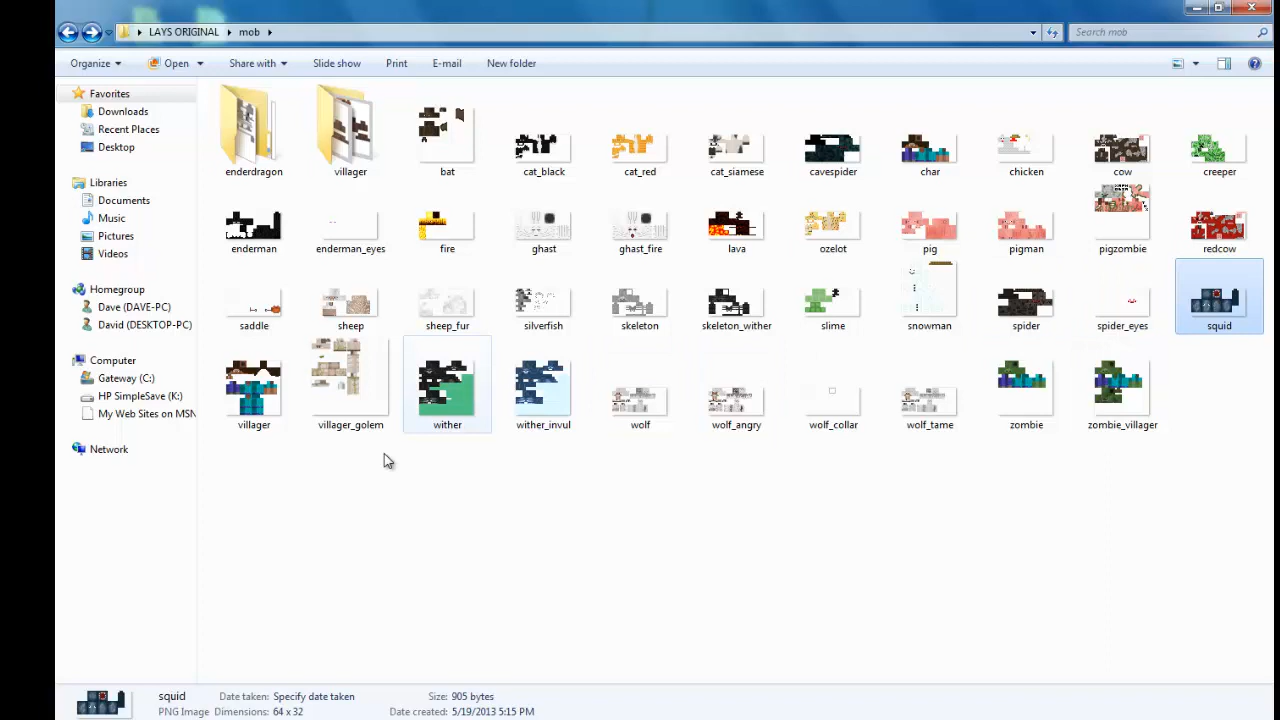 LAYS ORIGINAL mob
Search mob
Organize Open Share with Slide show Print E-mail New folder
Favorites
Downloads
Recent Places
Desktop
Libraries
Documents
Music
Pictures
Videos
Homegroup
Dave (DAVE-PC)
David (DESKTOP-PC)
Computer
Gateway (C:)
HP SimpleSave (K:)
My Web Sites on MSN
Network
enderdragon villager bat cat_black cat_red cat_siamese cavespider char chicken cow creeper
enderman enderman_eyes fire ghast ghast_fire lava ozelot pig pigman pigzombie redcow
saddle sheep sheep_fur silverfish skeleton skeleton_wither slime snowman spider spider_eyes squid
villager villager_golem wither wither_invul wolf wolf_angry wolf_collar wolf_tame zombie zombie_villager
squid Date taken: Specify date taken Size: 905 bytes
PNG Image Dimensions: 64 x 32 Date created: 5/19/2013 5:15 PM